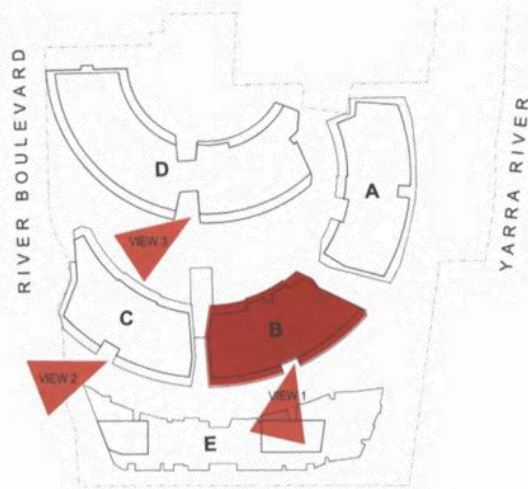 RIVER BOULEVARD
YARRA RIVER
D
A
VIEW 3
C
B
VIEW 2
VIEW 1
E